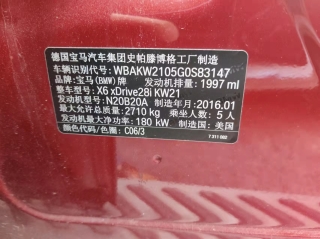 德国宝马汽车集团史帕滕博格工厂制造
车辆识别代号: WBAKW2105G0S83147
品牌: 宝马(BMW)牌 发动机排量: 1997 ml
型号: X6 xDrive28i KW21
发动机型号: N20B20A 制造年月: 2016.01
最大允许总质量: 2710 kg 乘坐人数: 5 人
发动机最大净功率: 180 kW 制造国: 美国
颜色代码/色号: C06/3
7 311 002